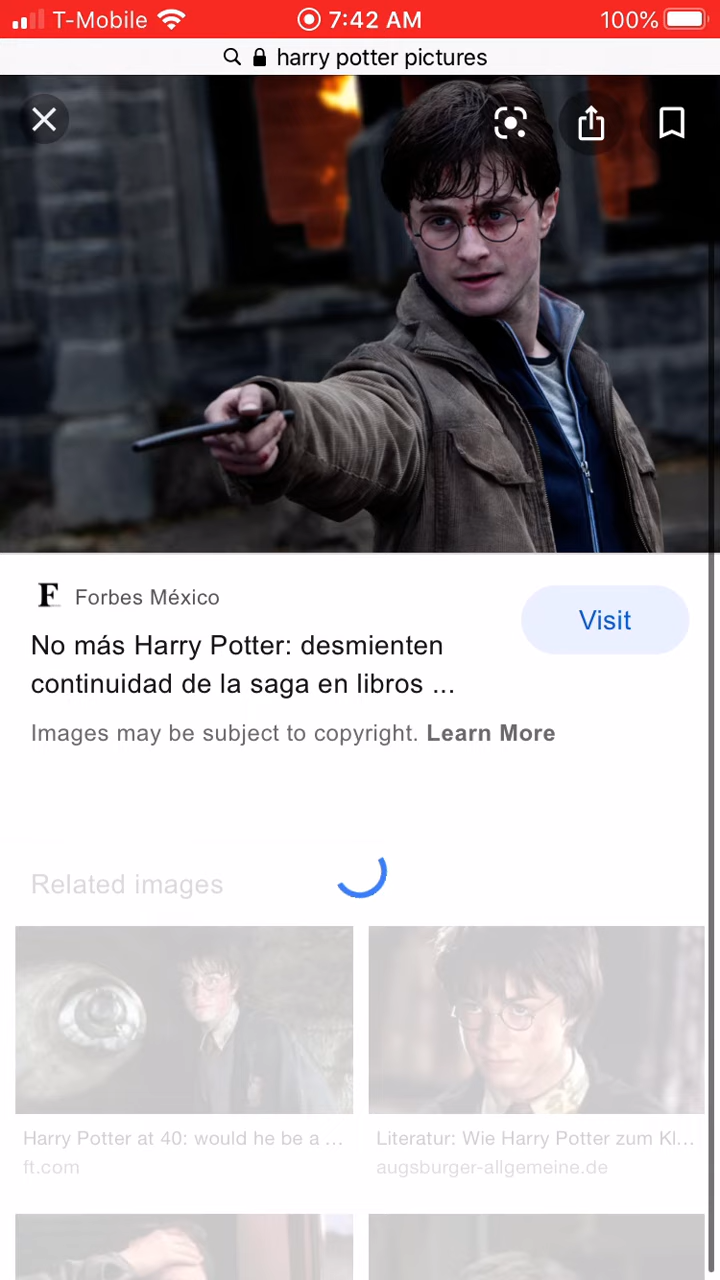 T-Mobile 7:42 AM 100%
harry potter pictures
F Forbes México
Visit
No más Harry Potter: desmienten
continuidad de la saga en libros ...
Images may be subject to copyright. Learn More
Related images
Harry Potter at 40: would he be a ...
ft.com
Literatur: Wie Harry Potter zum Kl...
augsburger-allgemeine.de